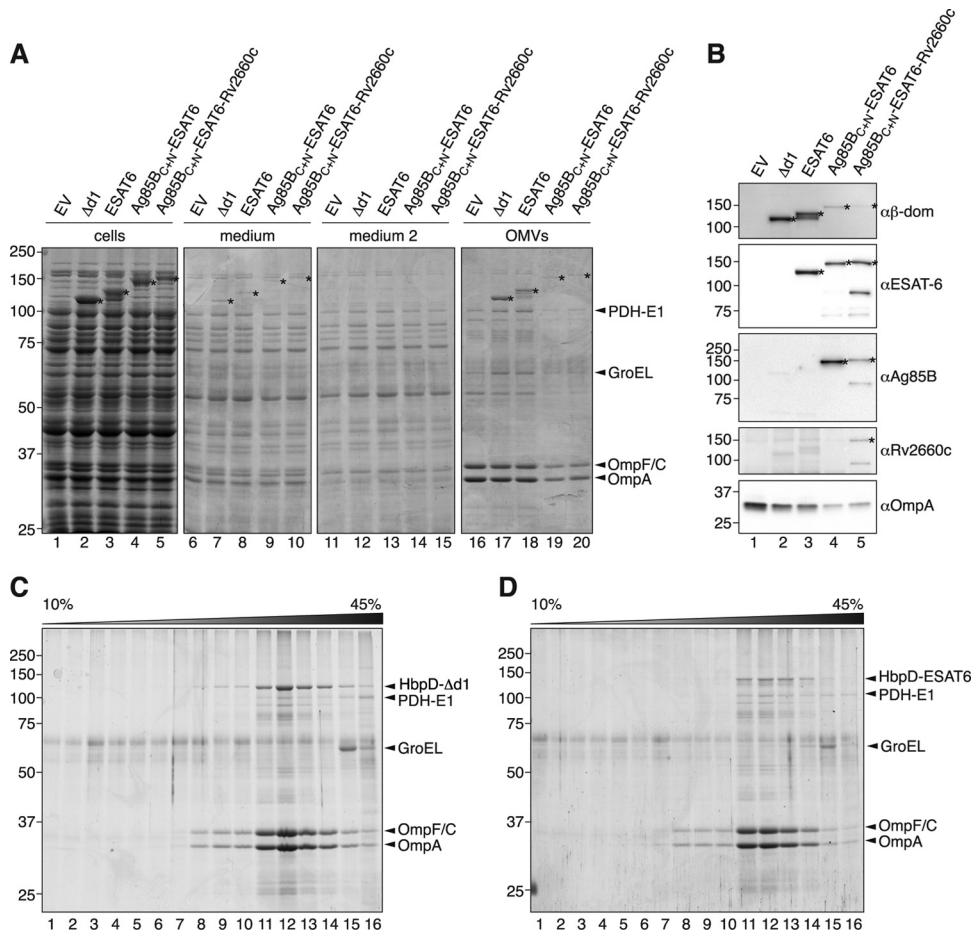 A
EV
Δd1
ESAT6
Ag85BC+N-ESAT6
Ag85BC+N-ESAT6-Rv2660c
EV
Δd1
ESAT6
Ag85BC+N-ESAT6
Ag85BC+N-ESAT6-Rv2660c
EV
Δd1
ESAT6
Ag85BC+N-ESAT6
Ag85BC+N-ESAT6-Rv2660c
EV
Δd1
ESAT6
Ag85BC+N-ESAT6
Ag85BC+N-ESAT6-Rv2660c
cells medium medium 2 OMVs
250
150
100
75
50
37
25
* * * *
* * * *
* * * *
PDH-E1
GroEL
OmpF/C
OmpA
1 2 3 4 5 6 7 8 9 10 11 12 13 14 15 16 17 18 19 20
B
EV
Δd1
ESAT6
Ag85BC+N-ESAT6
Ag85BC+N-ESAT6-Rv2660c
150
100
* * * *
αβ-dom
150
100
75
* * *
αESAT-6
250
150
100
75
* *
αAg85B
150
100
*
αRv2660c
37
25
αOmpA
1 2 3 4 5
C
10% 45%
250
150
100
75
50
37
25
HbpD-Δd1
PDH-E1
GroEL
OmpF/C
OmpA
1 2 3 4 5 6 7 8 9 10 11 12 13 14 15 16
D
10% 45%
250
150
100
75
50
37
25
HbpD-ESAT6
PDH-E1
GroEL
OmpF/C
OmpA
1 2 3 4 5 6 7 8 9 10 11 12 13 14 15 16